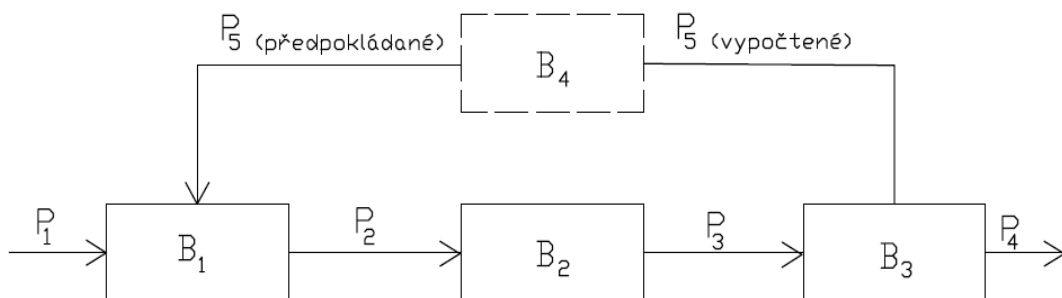 P5 (předpokládané)
P5 (vypočtené)
B4
P1
P2
P3
P4
B1
B2
B3